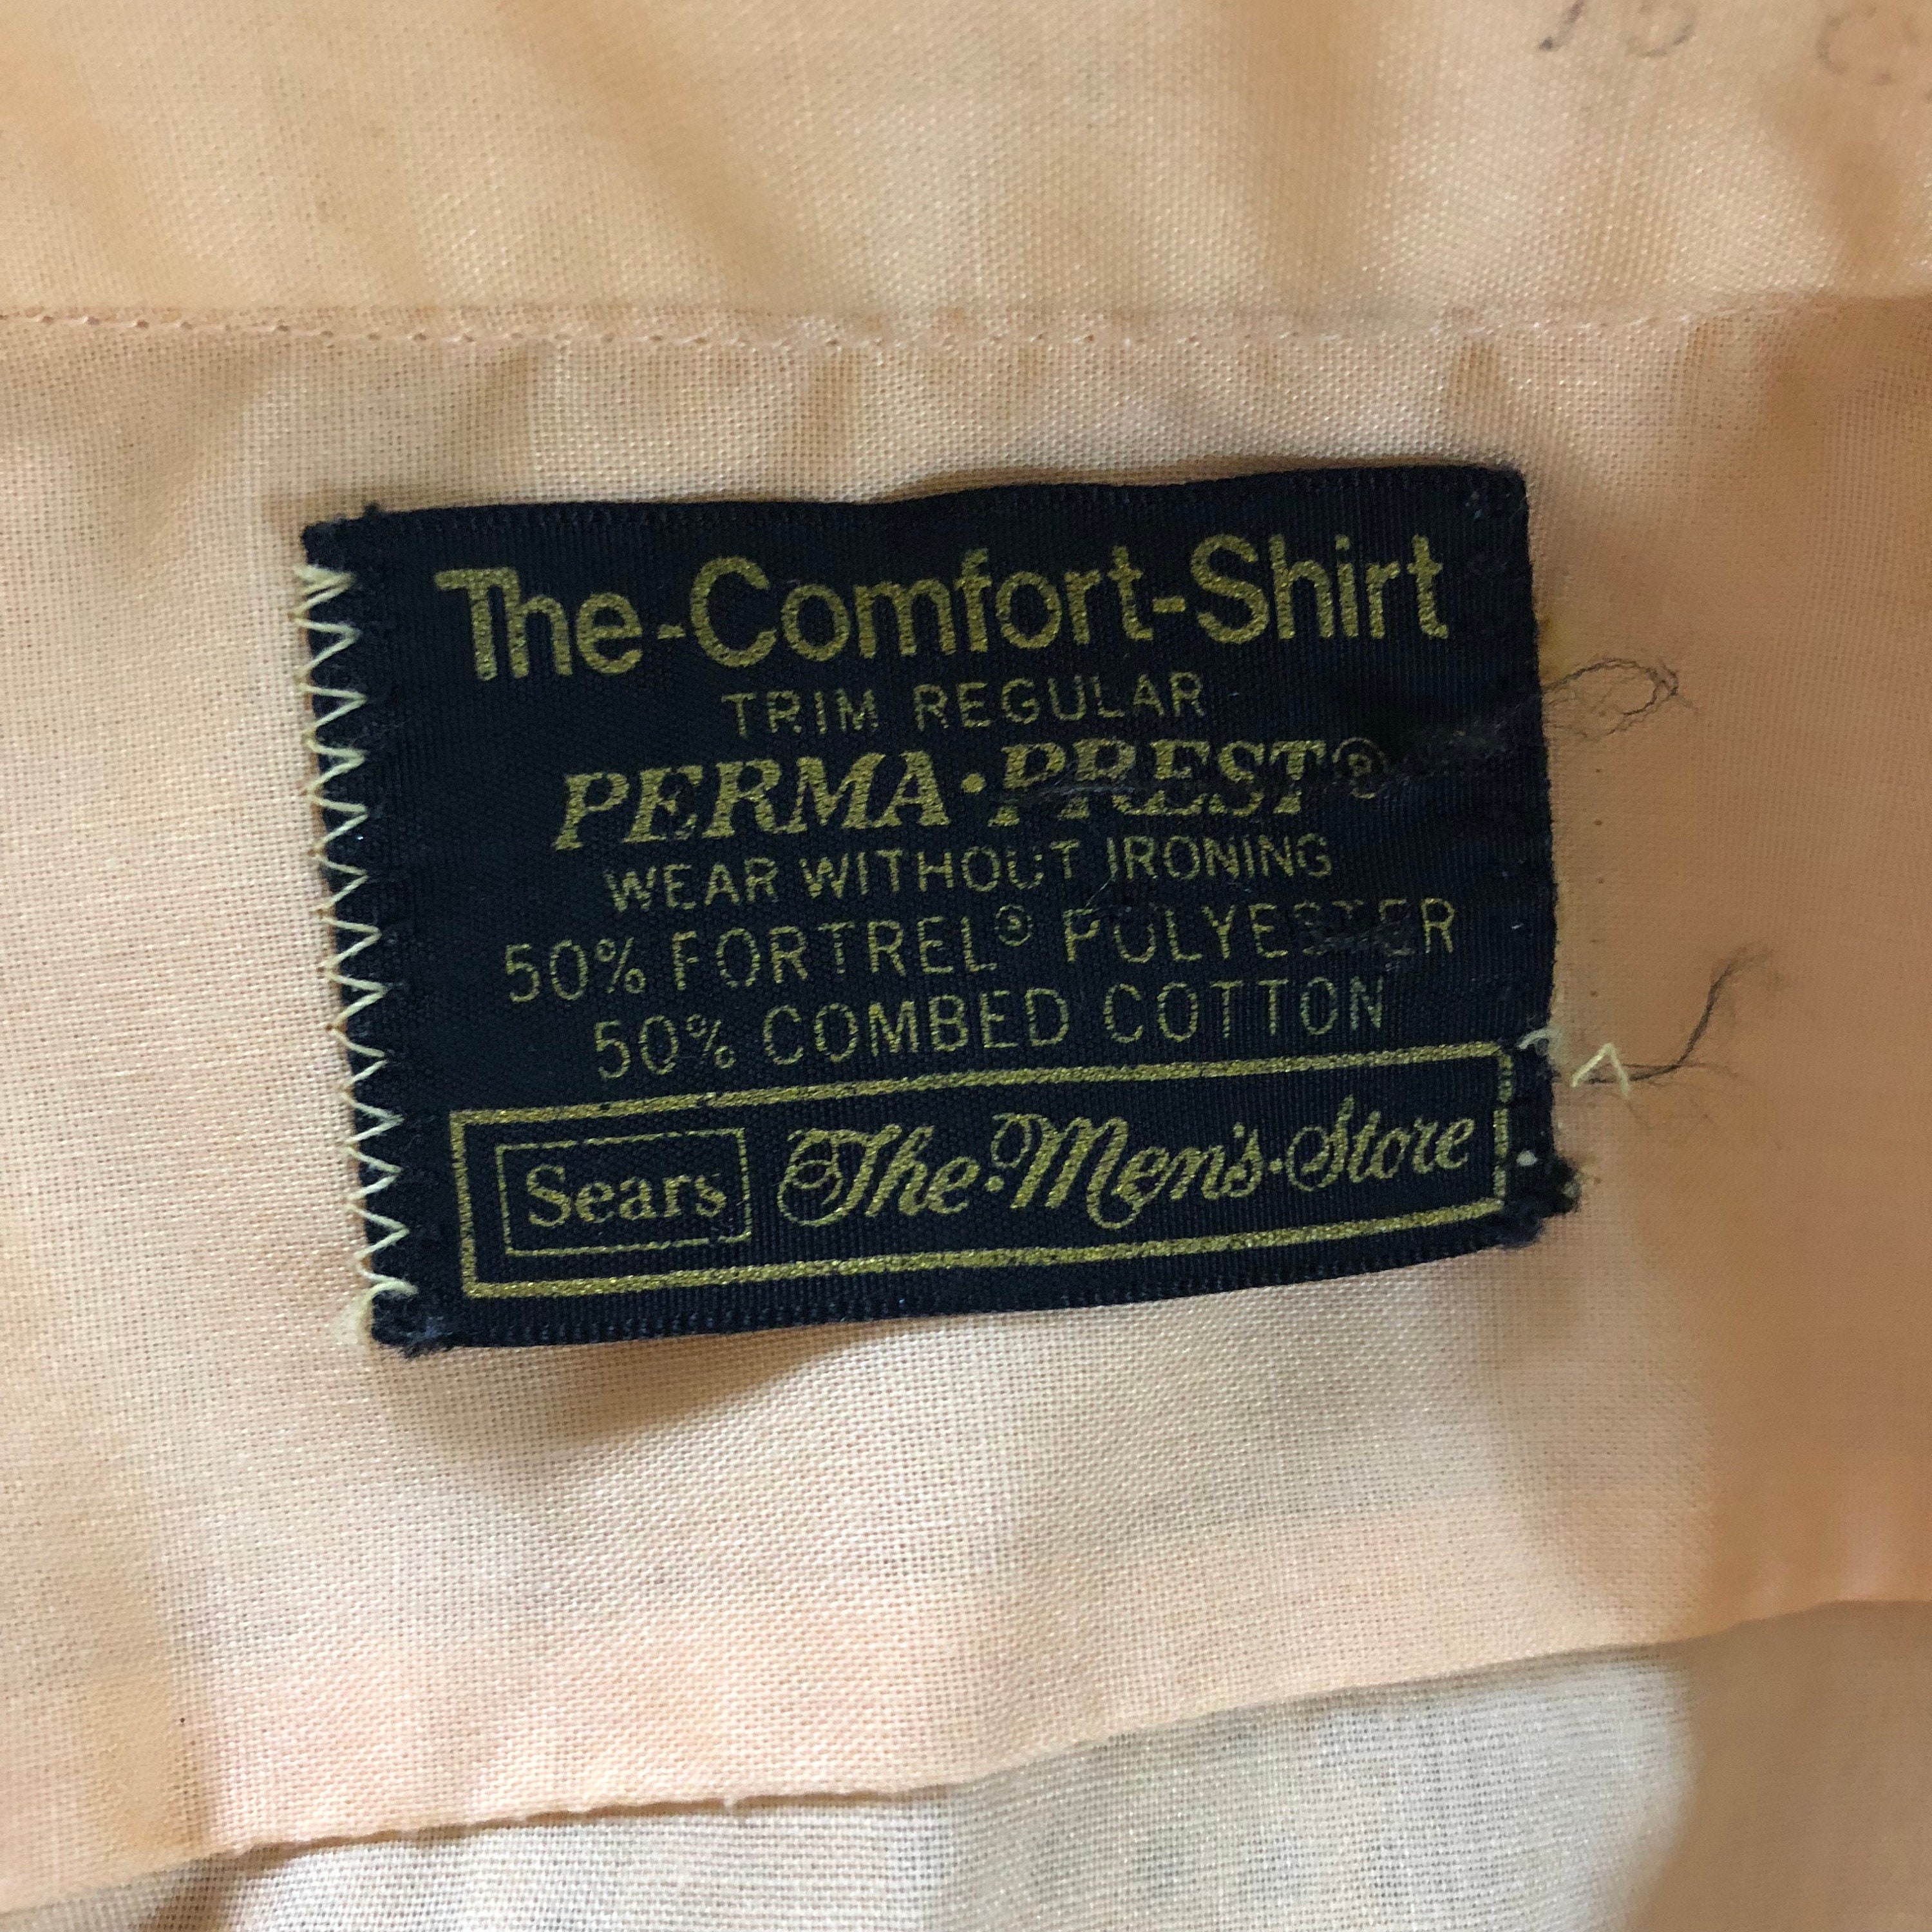 The-Comfort-Shirt
TRIM REGULAR
PERMA·PREST®
WEAR WITHOUT IRONING
50% FORTREL® POLYESTER
50% COMBED COTTON
Sears The·Men's·Store